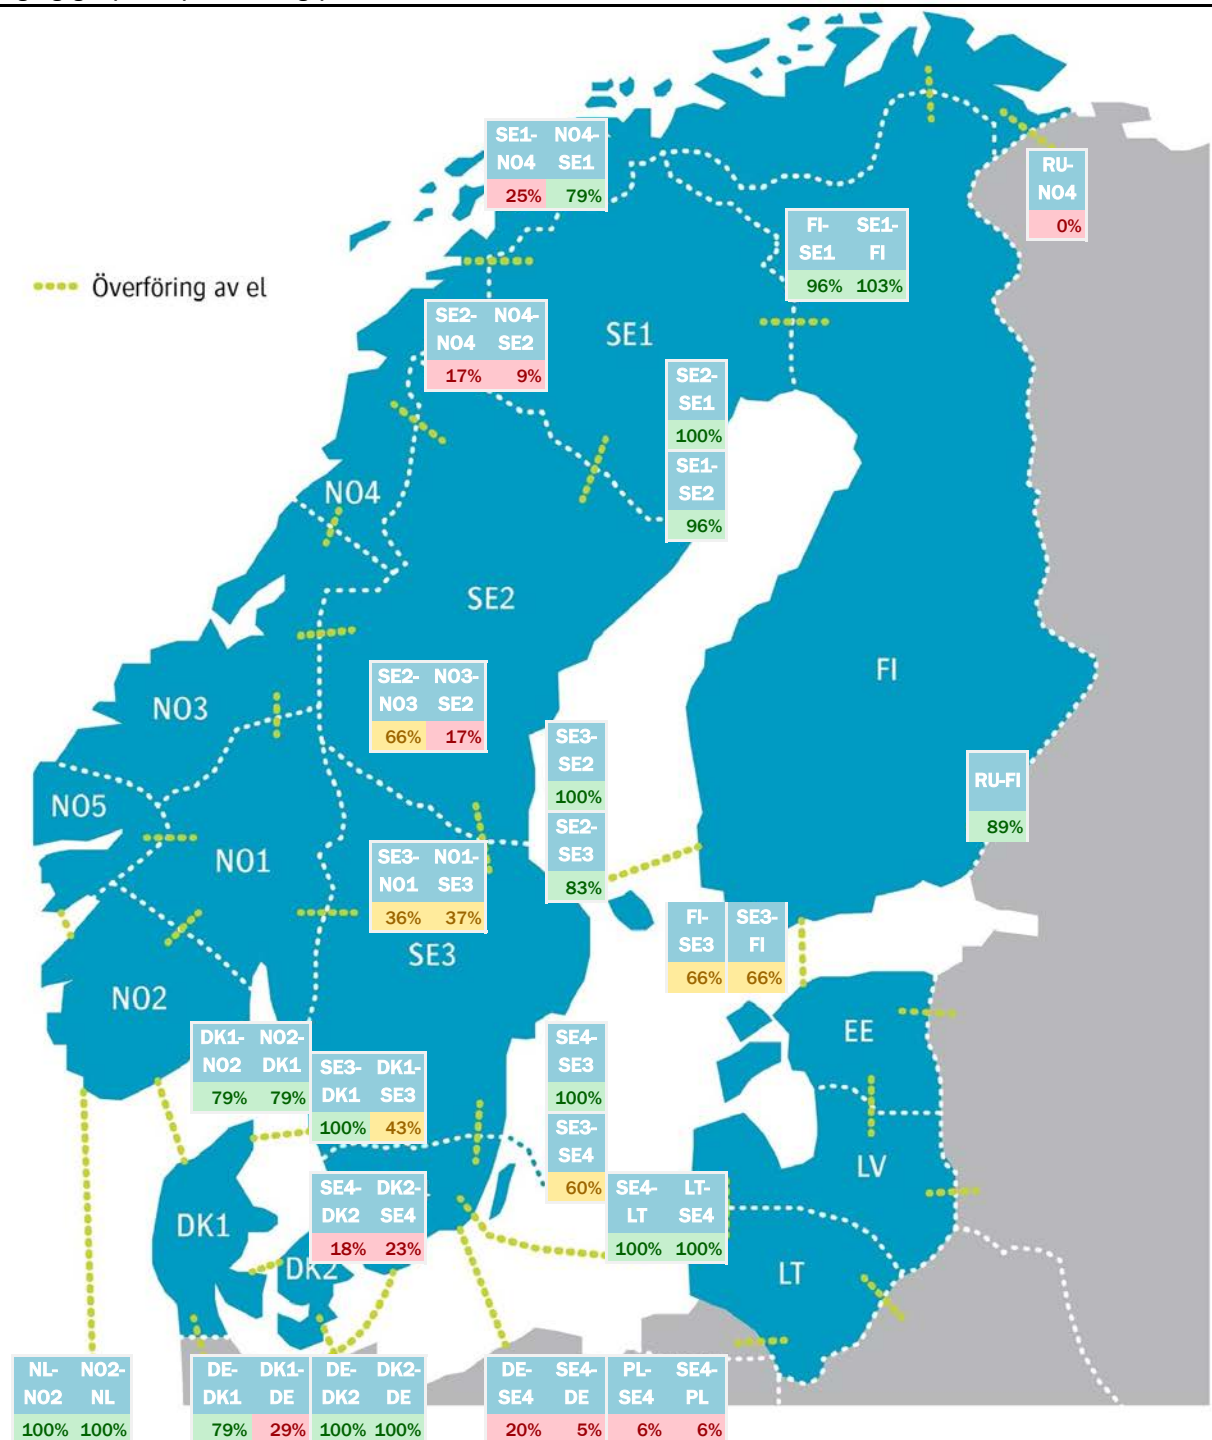 SE1- NO4-
NO4 SE1
25% 79%
RU-
NO4
0%
FI- SE1-
SE1 FI
96% 103%
Överföring av el
SE2- NO4-
NO4 SE2
17% 9%
SE1
SE2-
SE1
100%
SE1-
SE2
96%
NO4
SE2
FI
SE2- NO3-
NO3 SE2
66% 17%
NO3
SE3-
SE2
100%
SE2-
SE3
83%
RU-FI
89%
NO5
NO1
SE3- NO1-
NO1 SE3
36% 37%
SE3
FI- SE3-
SE3 FI
66% 66%
NO2
DK1- NO2-
NO2 DK1
79% 79%
SE3- DK1-
DK1 SE3
100% 43%
SE4-
SE3
100%
SE3-
SE4
60%
EE
LV
SE4- DK2-
DK2 SE4
18% 23%
SE4- LT-
LT SE4
100% 100%
DK1
DK2
LT
NL- NO2-
NO2 NL
100% 100%
DE- DK1-
DK1 DE
79% 29%
DE- DK2-
DK2 DE
100% 100%
DE- SE4-
SE4 DE
20% 5%
PL- SE4-
SE4 PL
6% 6%